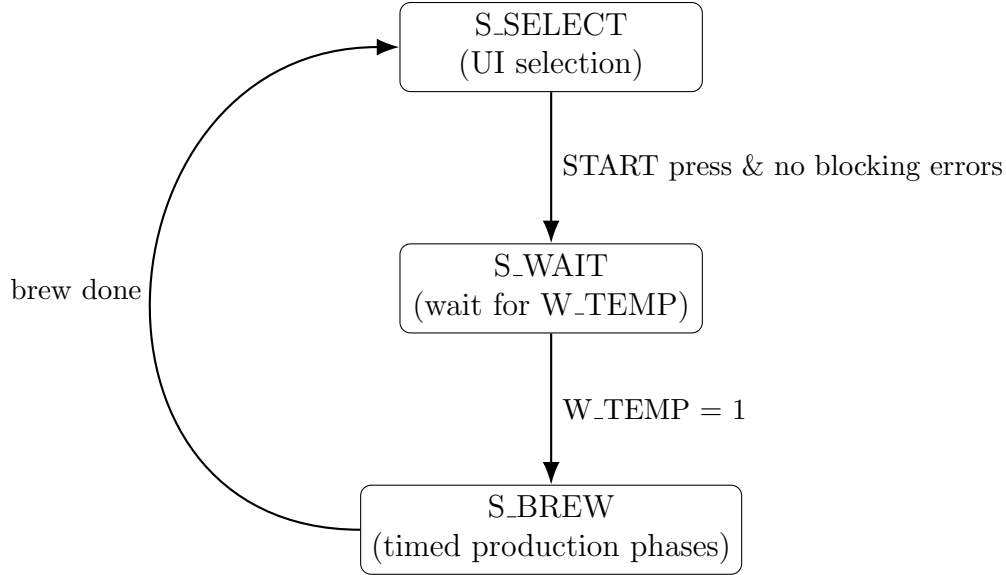 S_SELECT
(UI selection)
START press & no blocking errors
S_WAIT
(wait for W_TEMP)
brew done
W_TEMP = 1
S_BREW
(timed production phases)